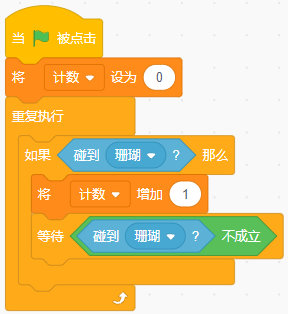 当 被点击
将 计数 设为 0
重复执行
如果 碰到 珊瑚 ? 那么
将 计数 增加 1
等待 碰到 珊瑚 ? 不成立